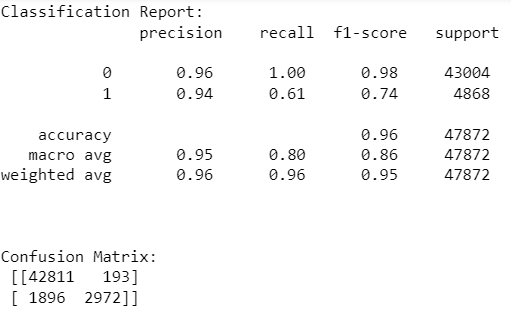 Classification Report:
precision recall f1-score support
0 0.96 1.00 0.98 43004
1 0.94 0.61 0.74 4868
accuracy 0.96 47872
macro avg 0.95 0.80 0.86 47872
weighted avg 0.96 0.96 0.95 47872
Confusion Matrix:
[[42811 193]
[ 1896 2972]]